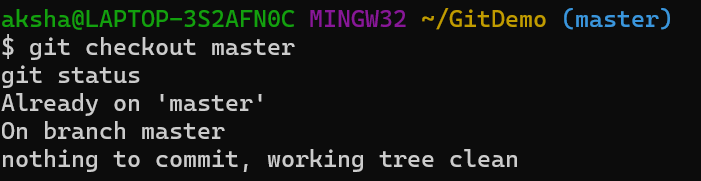 aksha@LAPTOP-3S2AFN0C MINGW32 ~/GitDemo (master)
$ git checkout master
git status
Already on 'master'
On branch master
nothing to commit, working tree clean